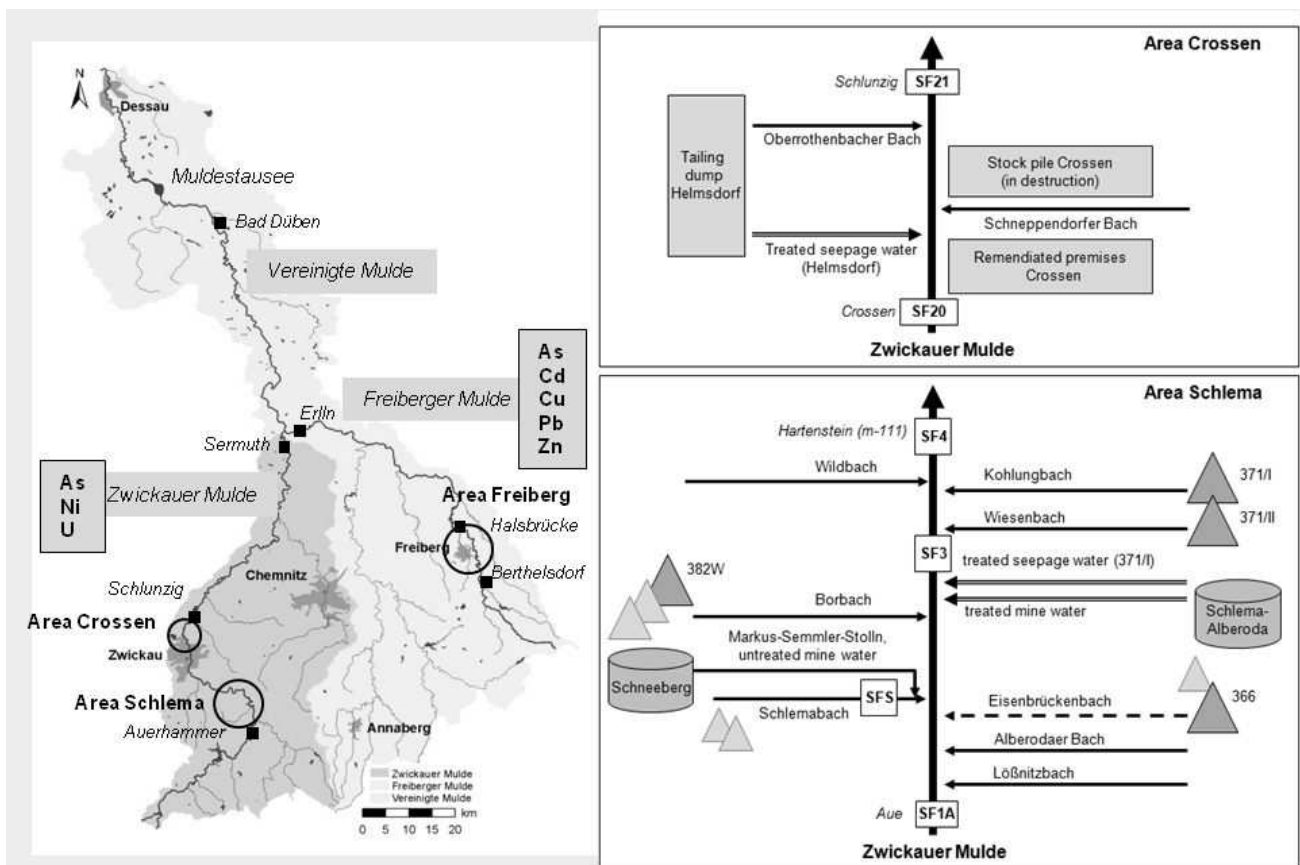 N
Dessau
Muldestausee
Bad Düben
Vereinigte Mulde
As
Cd
Cu
Pb
Zn
Freiberger Mulde
Erlln
Sermuth
As
Ni
U
Zwickauer Mulde
Area Freiberg
Halsbrücke
Freiberg
Berthelsdorf
Chemnitz
Schlunzig
Area Crossen
Zwickau
Area Schlema
Auerhammer
Annaberg
Zwickauer Mulde
Freiberger Mulde
Vereinigte Mulde
km
0 5 10 15 20
Area Crossen
Schlunzig
SF21
Oberrothenbacher Bach
Tailing
dump
Helmsdorf
Stock pile Crossen
(in destruction)
Schneppendorfer Bach
Treated seepage water
(Helmsdorf)
Remendiated premises
Crossen
Crossen
SF20
Zwickauer Mulde
Area Schlema
Hartenstein (m-111)
SF4
Wildbach
Kohlungbach
371/I
Wiesenbach
371/II
SF3
treated seepage water (371/I)
treated mine water
Schlema-
Alberoda
382W
Borbach
Markus-Semmler-Stolln,
untreated mine water
Schneeberg
SFS
Schlemabach
Eisenbrückenbach
366
Alberodaer Bach
Lößnitzbach
Aue
SF1A
Zwickauer Mulde